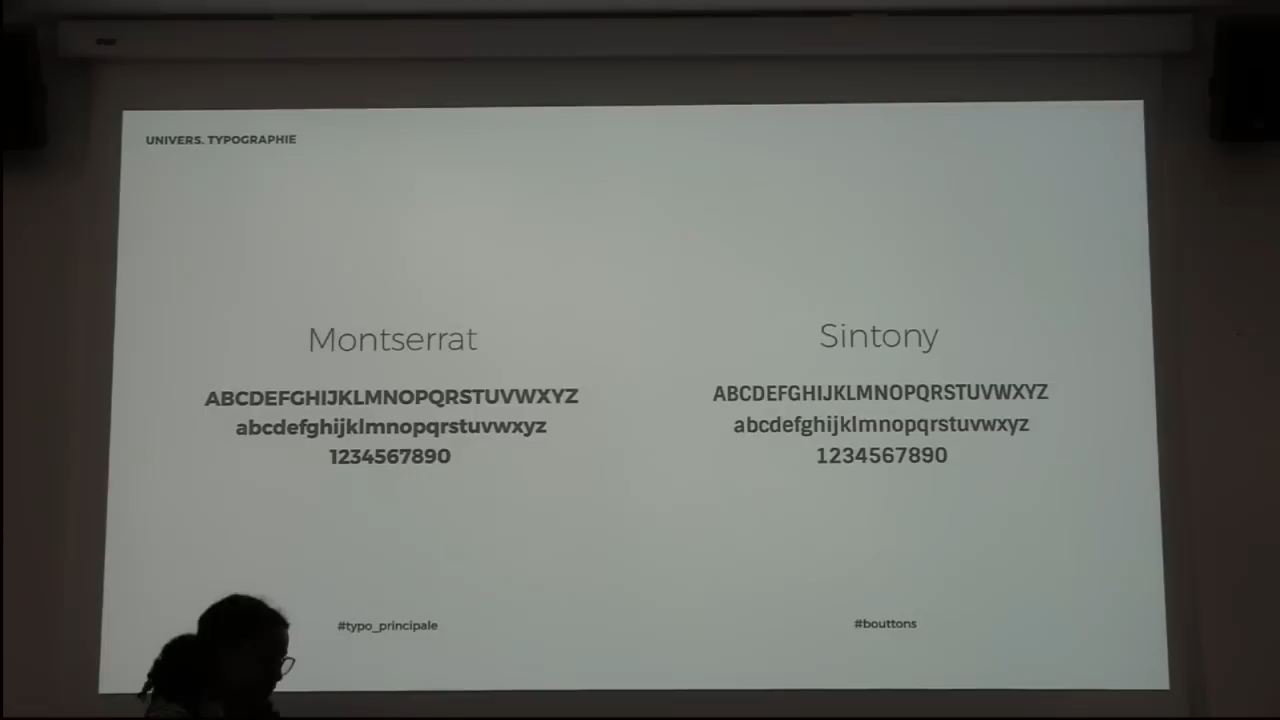 UNIVERS. TYPOGRAPHIE
Montserrat
ABCDEFGHIJKLMNOPQRSTUVWXYZ
abcdefghijklmnopqrstuvwxyz
1234567890
#typo_principale
Sintony
ABCDEFGHIJKLMNOPQRSTUVWXYZ
abcdefghijklmnopqrstuvwxyz
1234567890
#bouttons